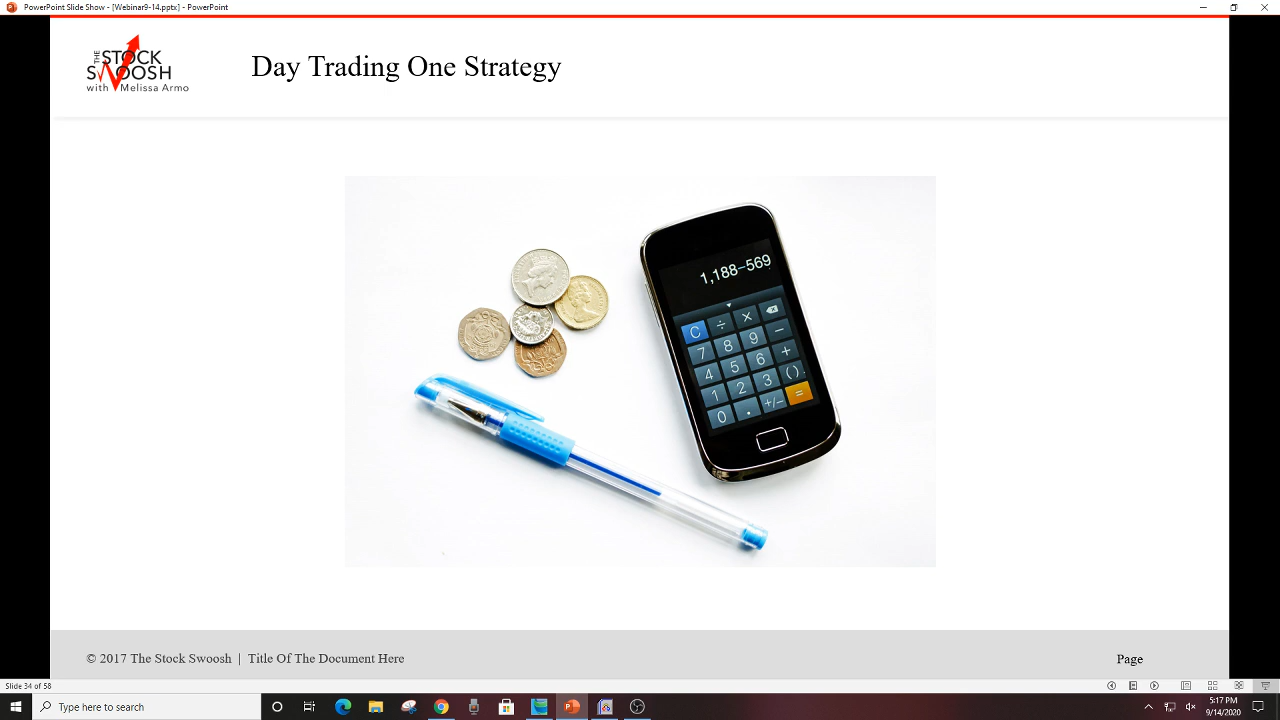 PowerPoint Slide Show - [Webinar9-14.pptx] - PowerPoint
THE STOCK
SWOOSH
with Melissa Armo
Day Trading One Strategy
1,188−569
C ÷ X
7 8 9 −
4 5 6 +
1 2 3 ( ).
0 . +/− =
© 2017 The Stock Swoosh | Title Of The Document Here
Page
Slide 34 of 58
Type here to search
5:17 PM
9/14/2020